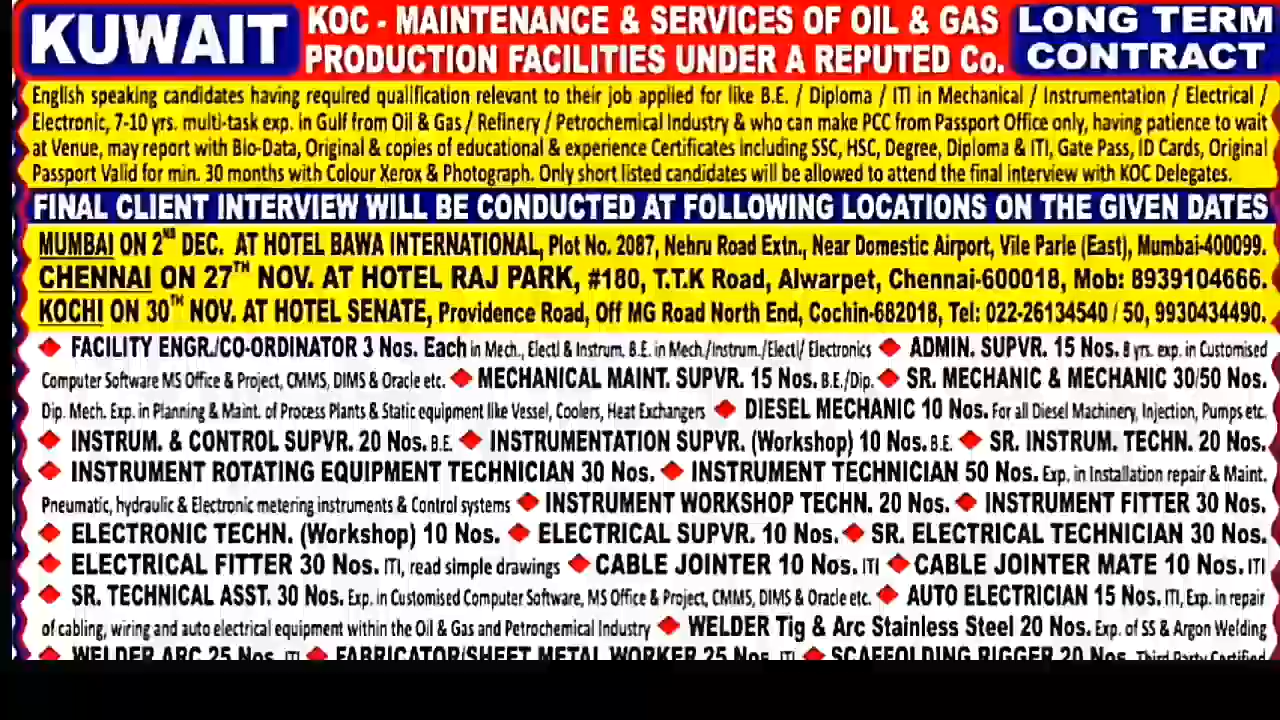 KUWAIT
KOC - MAINTENANCE & SERVICES OF OIL & GAS
PRODUCTION FACILITIES UNDER A REPUTED Co.
LONG TERM
CONTRACT
English speaking candidates having required qualification relevant to their job applied for like B.E. / Diploma / ITI in Mechanical / Instrumentation / Electrical /
Electronic, 7-10 yrs. multi-task exp. in Gulf from Oil & Gas / Refinery / Petrochemical Industry & who can make PCC from Passport Office only, having patience to wait
at Venue, may report with Bio-Data, Original & copies of educational & experience Certificates including SSC, HSC, Degree, Diploma & ITI, Gate Pass, ID Cards, Original
Passport Valid for min. 30 months with Colour Xerox & Photograph. Only short listed candidates will be allowed to attend the final interview with KOC Delegates.
FINAL CLIENT INTERVIEW WILL BE CONDUCTED AT FOLLOWING LOCATIONS ON THE GIVEN DATES
MUMBAI ON 2ND DEC. AT HOTEL BAWA INTERNATIONAL, Plot No. 2087, Nehru Road Extn., Near Domestic Airport, Vile Parle (East), Mumbai-400099.
CHENNAI ON 27TH NOV. AT HOTEL RAJ PARK, #180, T.T.K Road, Alwarpet, Chennai-600018, Mob: 8939104666.
KOCHI ON 30TH NOV. AT HOTEL SENATE, Providence Road, Off MG Road North End, Cochin-682018, Tel: 022-26134540 / 50, 9930434490.
FACILITY ENGR./CO-ORDINATOR 3 Nos. Each in Mech., Electl & Instrum. B.E. in Mech./Instrum./Electl/ Electronics ADMIN. SUPVR. 15 Nos. 8 yrs. exp. in Customised
Computer Software MS Office & Project, CMMS, DIMS & Oracle etc. MECHANICAL MAINT. SUPVR. 15 Nos. B.E./Dip. SR. MECHANIC & MECHANIC 30/50 Nos.
Dip. Mech. Exp. in Planning & Maint. of Process Plants & Static equipment like Vessel, Coolers, Heat Exchangers DIESEL MECHANIC 10 Nos. For all Diesel Machinery, Injection, Pumps etc.
INSTRUM. & CONTROL SUPVR. 20 Nos. B.E. INSTRUMENTATION SUPVR. (Workshop) 10 Nos. B.E. SR. INSTRUM. TECHN. 20 Nos.
INSTRUMENT ROTATING EQUIPMENT TECHNICIAN 30 Nos. INSTRUMENT TECHNICIAN 50 Nos. Exp. in Installation repair & Maint.
Pneumatic, hydraulic & Electronic metering instruments & Control systems INSTRUMENT WORKSHOP TECHN. 20 Nos. INSTRUMENT FITTER 30 Nos.
ELECTRONIC TECHN. (Workshop) 10 Nos. ELECTRICAL SUPVR. 10 Nos. SR. ELECTRICAL TECHNICIAN 30 Nos.
ELECTRICAL FITTER 30 Nos. ITI, read simple drawings CABLE JOINTER 10 Nos. ITI CABLE JOINTER MATE 10 Nos. ITI
SR. TECHNICAL ASST. 30 Nos. Exp. in Customised Computer Software, MS Office & Project, CMMS, DIMS & Oracle etc. AUTO ELECTRICIAN 15 Nos. ITI, Exp. in repair
of cabling, wiring and auto electrical equipment within the Oil & Gas and Petrochemical Industry WELDER Tig & Arc Stainless Steel 20 Nos. Exp. of SS & Argon Welding
WELDER ARC 25 Nos. ITI FABRICATOR/SHEET METAL WORKER 25 Nos. ITI SCAFFOLDING RIGGER 20 Nos. Third Party Certified